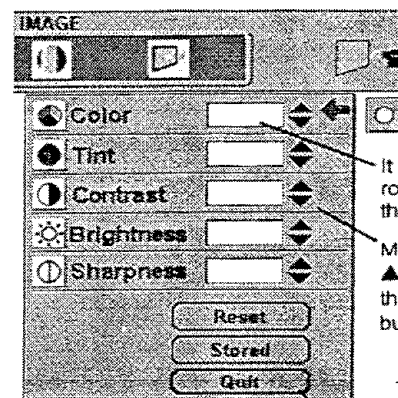 IMAGE
Color
Tint
Contrast
Brightness
Sharpness
Reset
Stored
Quit
It
ro
th
M
▲
th
bu